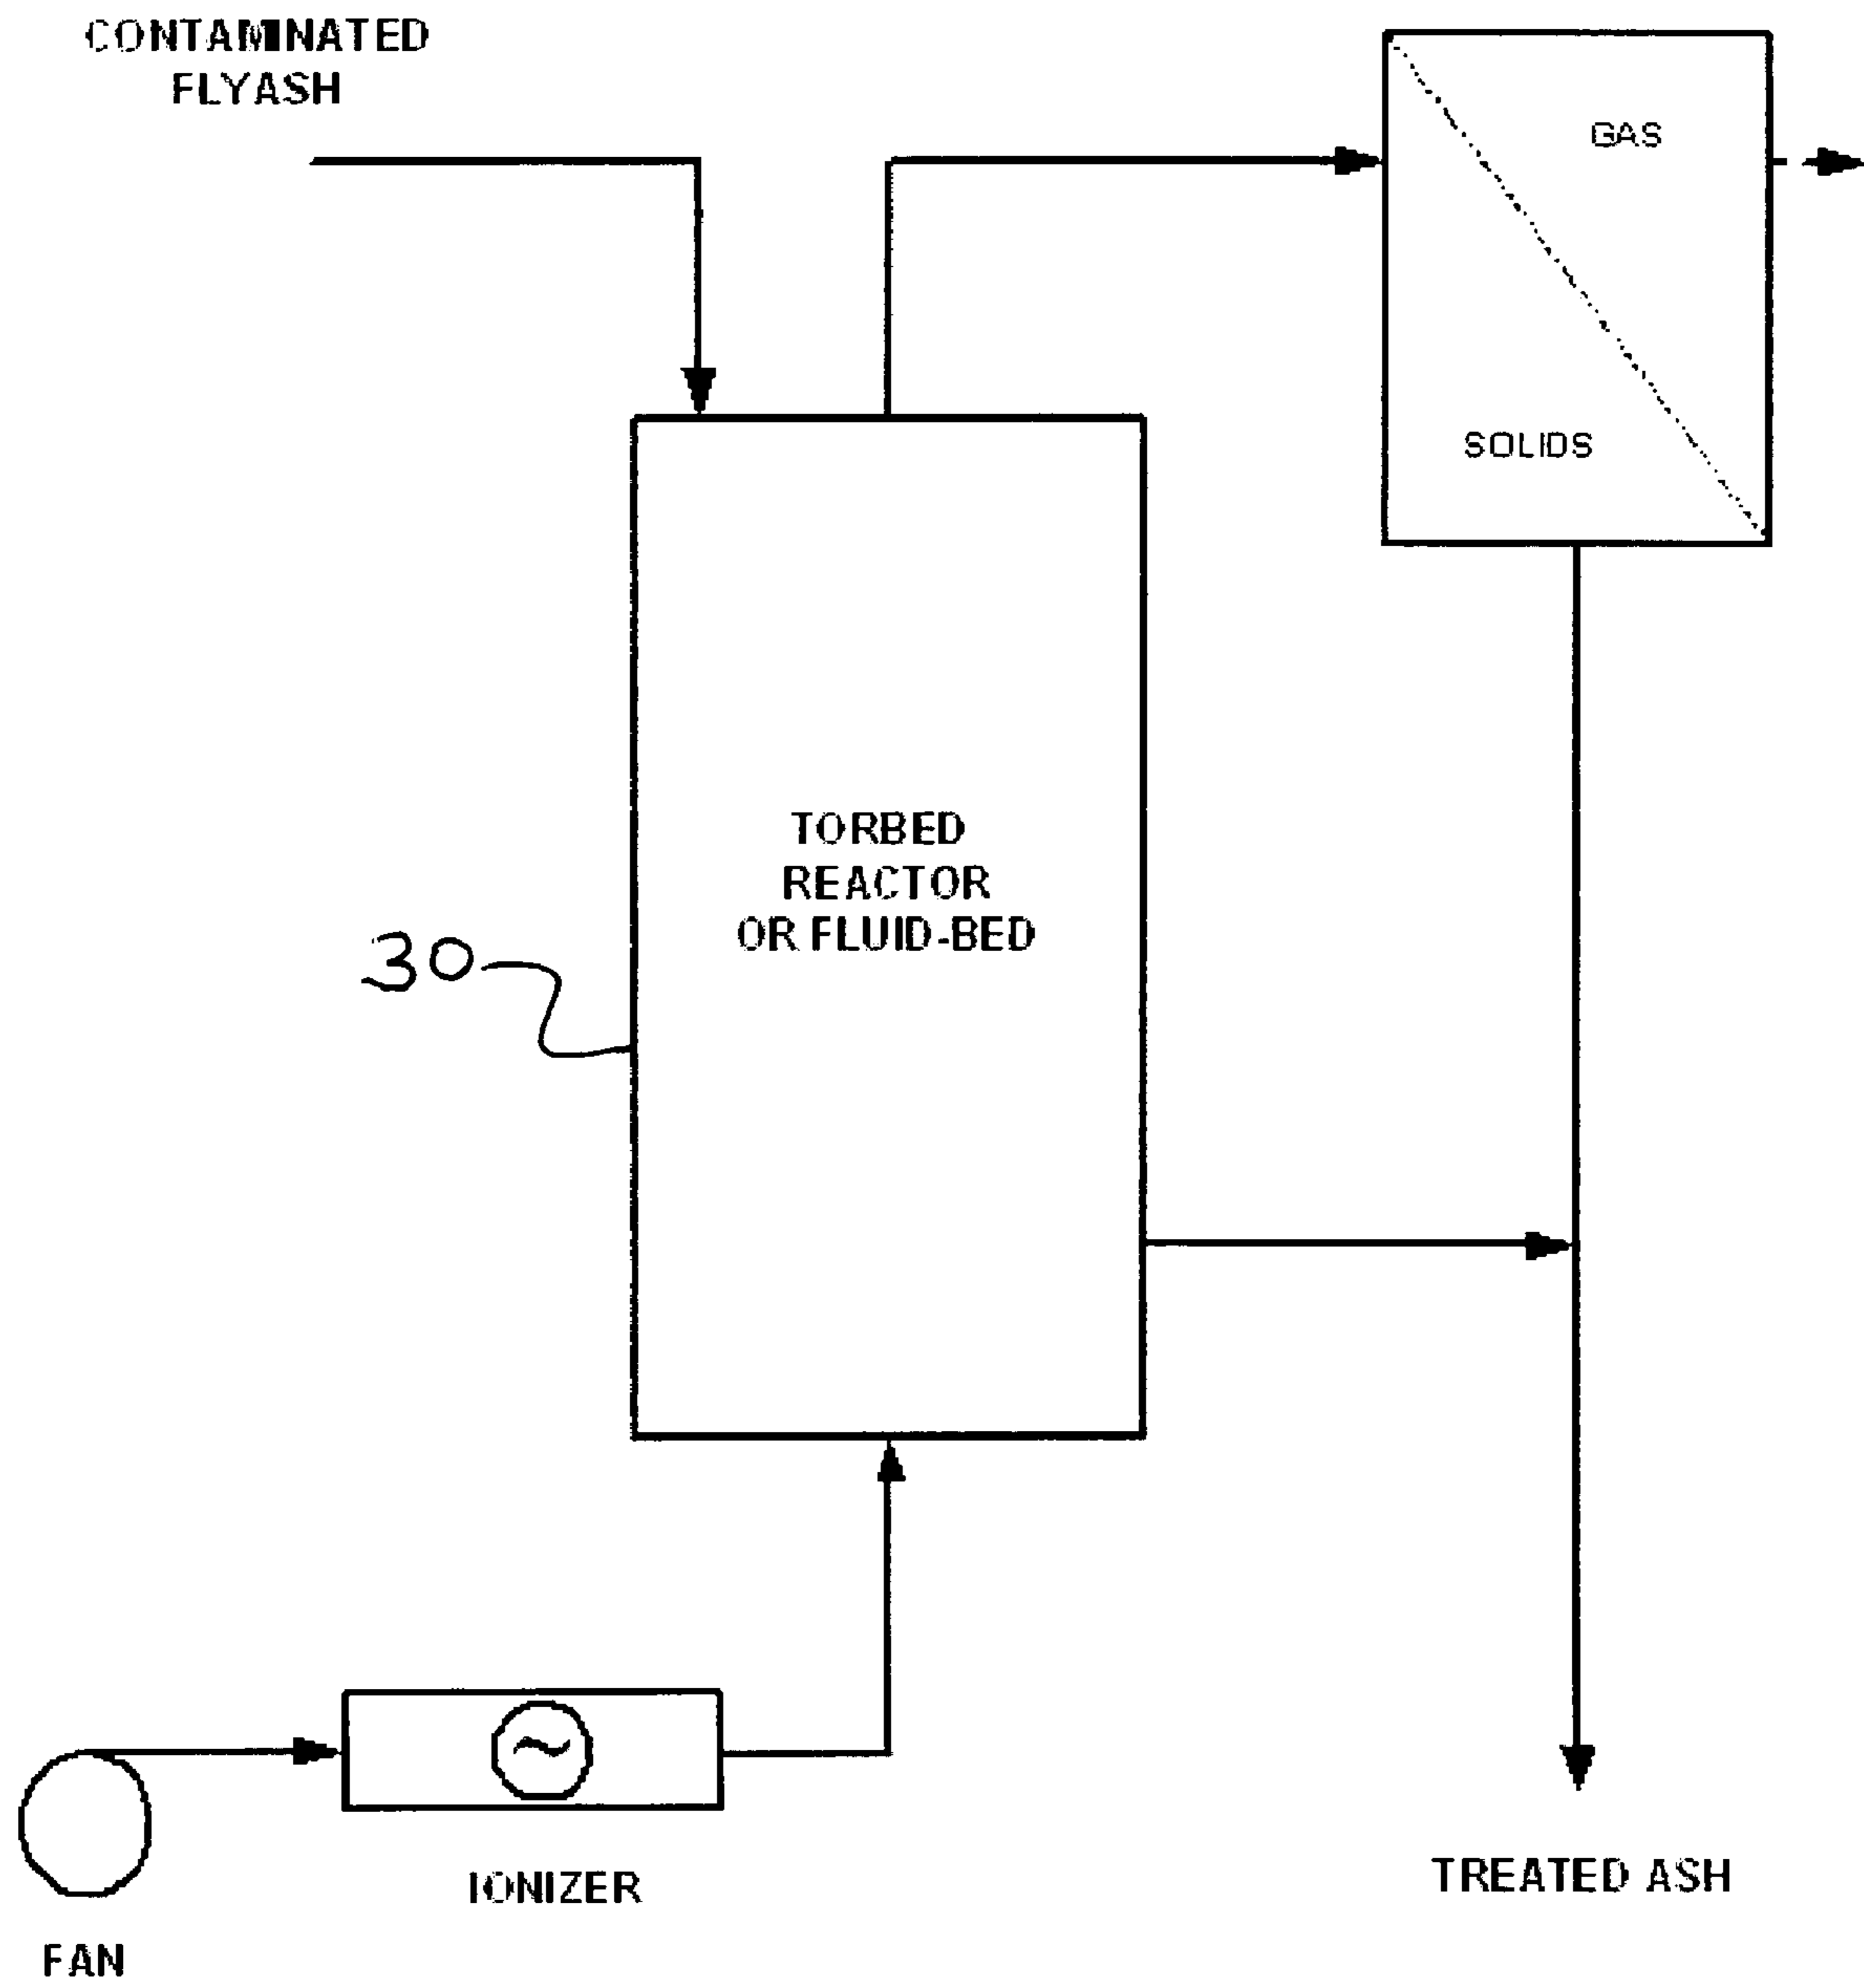 CONTAMINATED
FLYASH
GAS
SOLIDS
TORBED
REACTOR
OR FLUID-BED
30
~
IONIZER
TREATED ASH
FAN